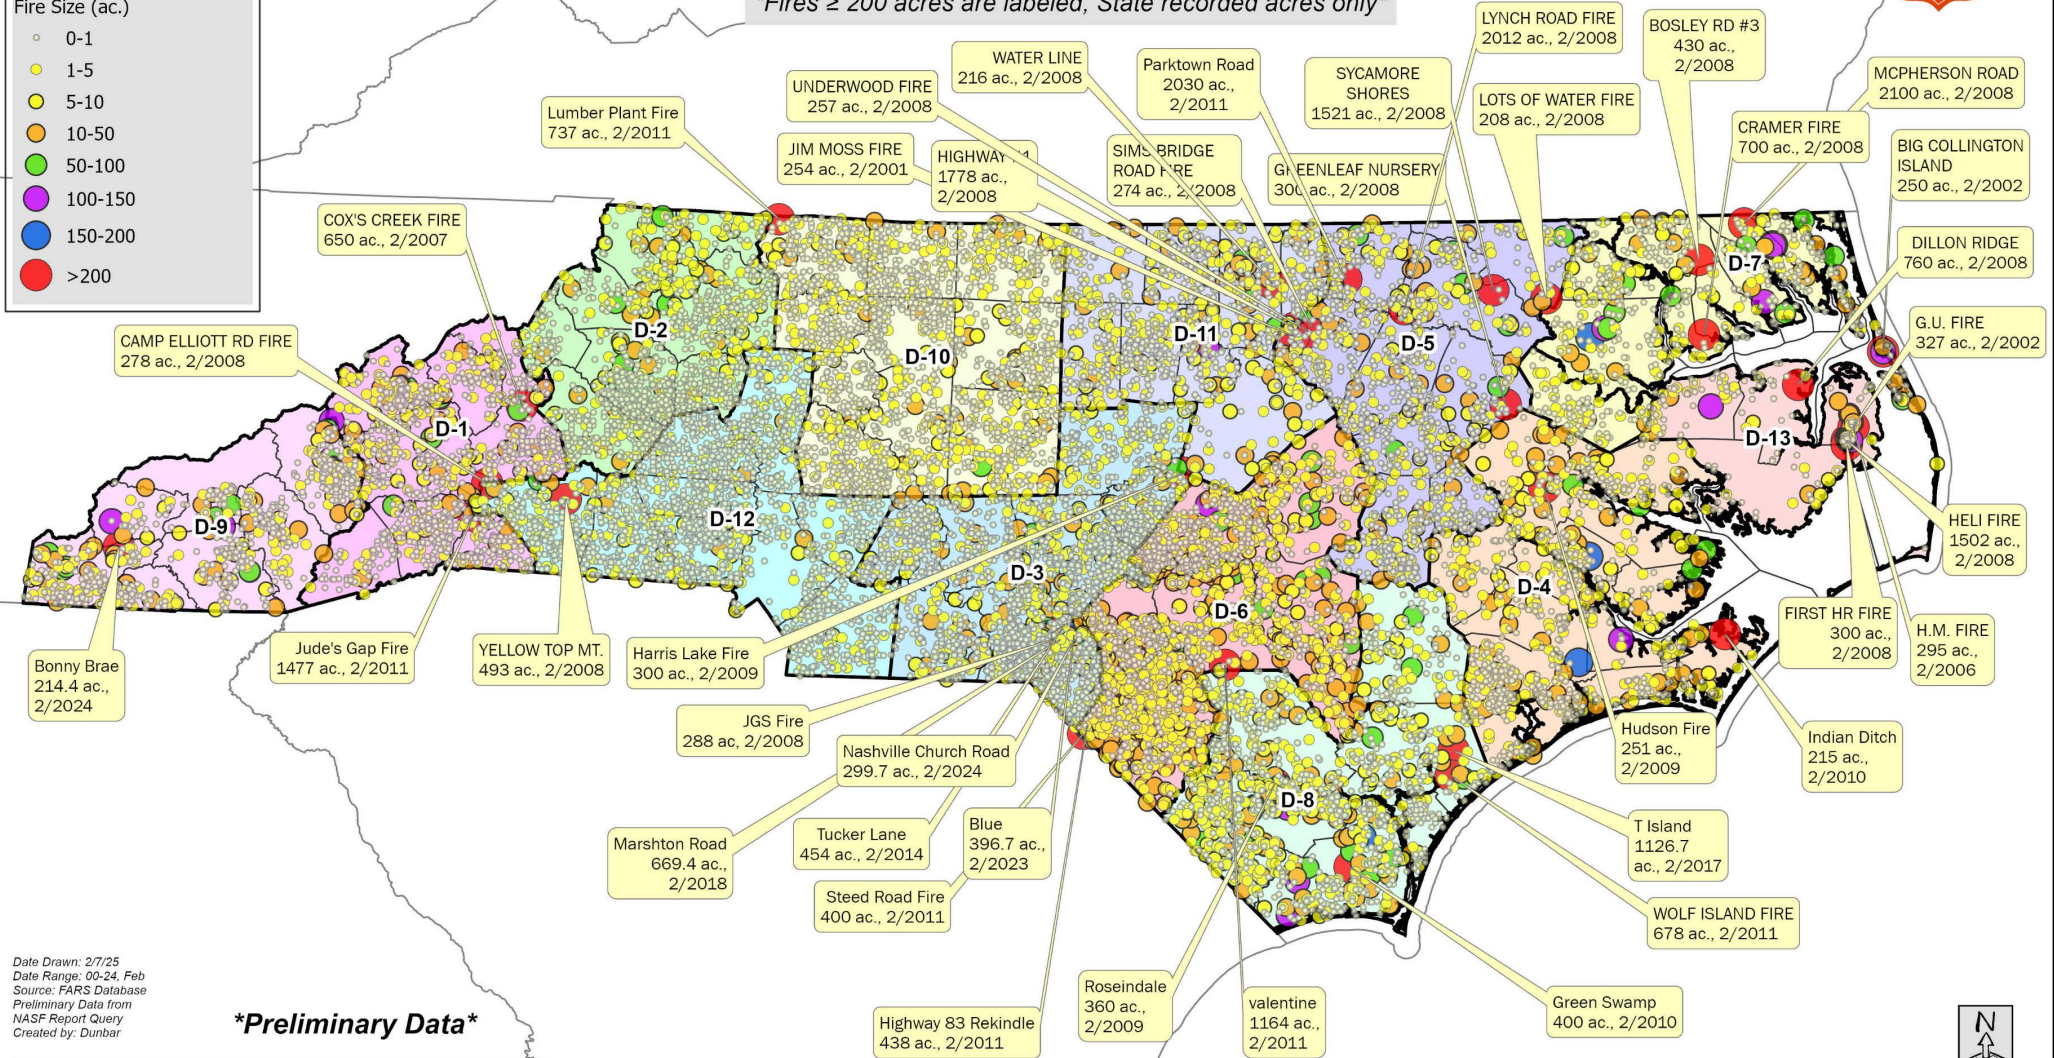 Fire Size (ac.)
0-1
1-5
5-10
10-50
50-100
100-150
150-200
>200
*Fires ≥ 200 acres are labeled, State recorded acres only*
LYNCH ROAD FIRE
2012 ac., 2/2008
BOSLEY RD #3
430 ac.,
2/2008
WATER LINE
216 ac., 2/2008
Parktown Road
2030 ac.,
2/2011
SYCAMORE
SHORES
1521 ac., 2/2008
MCPHERSON ROAD
2100 ac., 2/2008
UNDERWOOD FIRE
257 ac., 2/2008
LOTS OF WATER FIRE
208 ac., 2/2008
Lumber Plant Fire
737 ac., 2/2011
CRAMER FIRE
700 ac., 2/2008
JIM MOSS FIRE
254 ac., 2/2001
HIGHWAY
1778 ac.,
2/2008
SIMS BRIDGE
ROAD FIRE
274 ac., 2/2008
GREENLEAF NURSERY
300 ac., 2/2008
BIG COLLINGTON
ISLAND
250 ac., 2/2002
COX'S CREEK FIRE
650 ac., 2/2007
DILLON RIDGE
760 ac., 2/2008
CAMP ELLIOTT RD FIRE
278 ac., 2/2008
G.U. FIRE
327 ac., 2/2002
D-7
D-2
D-11
D-5
D-10
D-1
D-13
D-9
D-12
D-3
D-4
D-6
D-8
HELI FIRE
1502 ac.,
2/2008
FIRST HR FIRE
300 ac.,
2/2008
H.M. FIRE
295 ac.,
2/2006
Bonny Brae
214.4 ac.,
2/2024
Jude's Gap Fire
1477 ac., 2/2011
YELLOW TOP MT.
493 ac., 2/2008
Harris Lake Fire
300 ac., 2/2009
JGS Fire
288 ac, 2/2008
Nashville Church Road
299.7 ac., 2/2024
Hudson Fire
251 ac.,
2/2009
Indian Ditch
215 ac.,
2/2010
Marshton Road
669.4 ac.,
2/2018
Tucker Lane
454 ac., 2/2014
Blue
396.7 ac.,
2/2023
T Island
1126.7
ac., 2/2017
Steed Road Fire
400 ac., 2/2011
WOLF ISLAND FIRE
678 ac., 2/2011
Roseindale
360 ac.,
2/2009
valentine
1164 ac.,
2/2011
Green Swamp
400 ac., 2/2010
Highway 83 Rekindle
438 ac., 2/2011
Date Drawn: 2/7/25
Date Range: 00-24, Feb
Source: FARS Database
Preliminary Data from
NASF Report Query
Created by: Dunbar
*Preliminary Data*
N